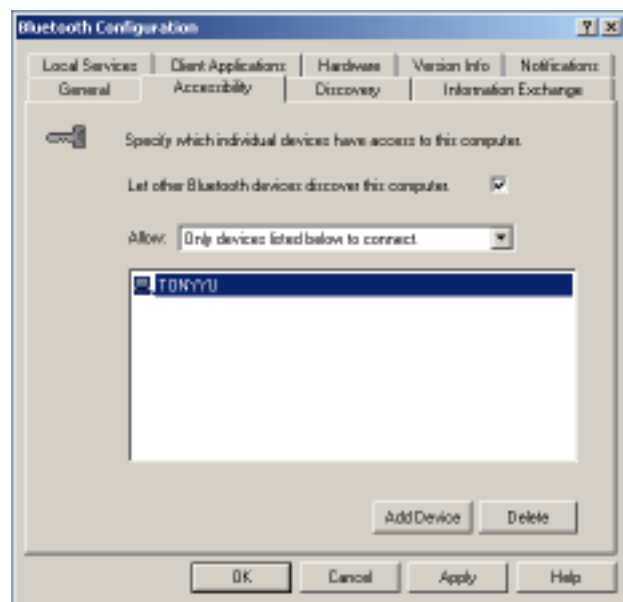 Bluetooth Configuration
Local Services Client Applications Hardware Version Info Notifications
General Accessibility Discovery Information Exchange
Specify which individual devices have access to this computer.
Let other Bluetooth devices discover this computer.
Allow: Only devices listed below to connect.
TONYYU
Add Device Delete
OK Cancel Apply Help